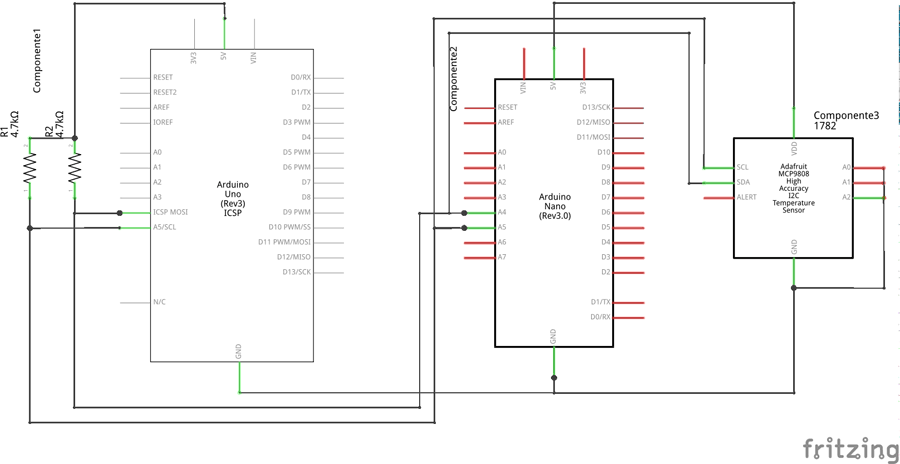 Componente1
R1
4.7kΩ
R2
4.7kΩ
3V3
5V
VIN
RESET
RESET2
AREF
IOREF
A0
A1
A2
A3
ICSP MOSI
A5/SCL
N/C
D0/RX
D1/TX
D2
D3 PWM
D4
D5 PWM
D6 PWM
D7
D8
D9 PWM
D10 PWM/SS
D11 PWM/MOSI
D12/MISO
D13/SCK
Arduino
Uno
(Rev3)
ICSP
GND
Componente2
VIN
5V
3V3
RESET
AREF
A0
A1
A2
A3
A4
A5
A6
A7
D13/SCK
D12/MISO
D11/MOSI
D10
D9
D8
D7
D6
D5
D4
D3
D2
D1/TX
D0/RX
Arduino
Nano
(Rev3.0)
GND
Componente3
1782
VDD
SCL
SDA
ALERT
Adafruit
MCP9808
High
Accuracy
I2C
Temperature
Sensor
A0
A1
A2
GND
fritzing